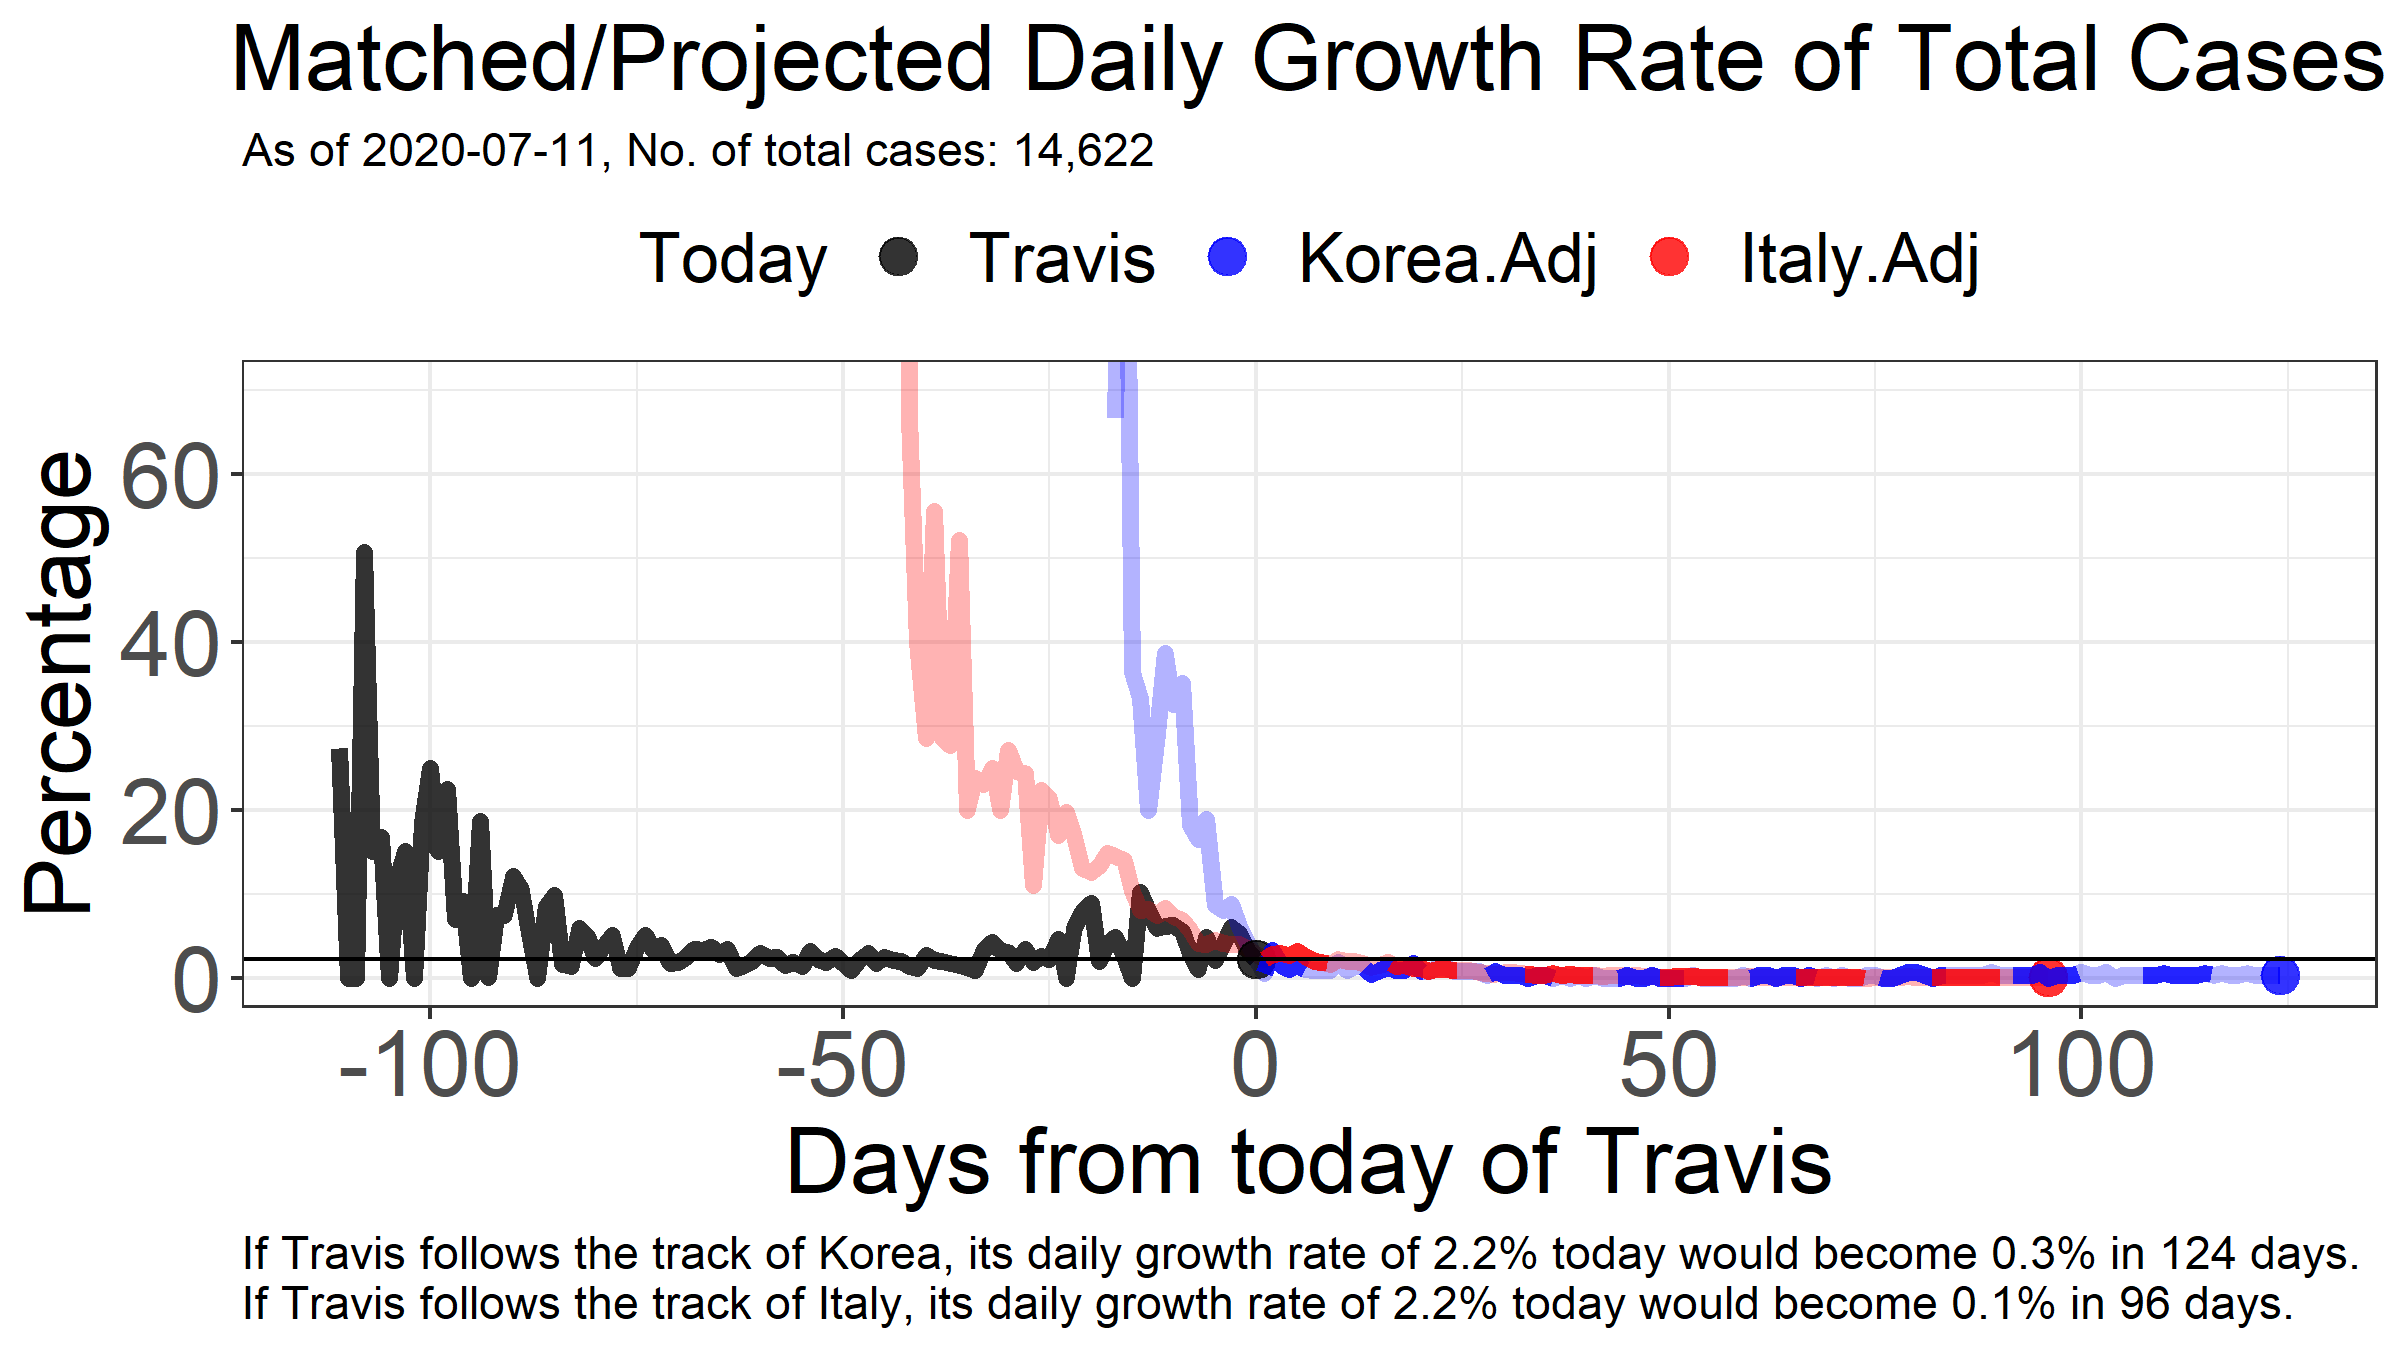 Matched/Projected Daily Growth Rate of Total Cases
As of 2020-07-11, No. of total cases: 14,622
Today Travis Korea.Adj Italy.Adj
Percentage
60
40
20
0
-100 -50 0 50 100
Days from today of Travis
If Travis follows the track of Korea, its daily growth rate of 2.2% today would become 0.3% in 124 days.
If Travis follows the track of Italy, its daily growth rate of 2.2% today would become 0.1% in 96 days.